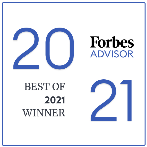 20
Forbes
ADVISOR
BEST OF
2021
WINNER
21